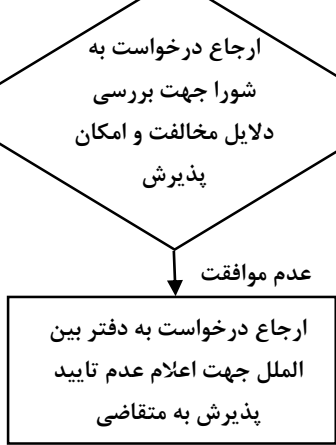 ارجاع درخواست به
شورا جهت بررسی
دلایل مخالفت و امکان
پذیرش
عدم موافقت
ارجاع درخواست به دفتر بین
الملل جهت اعلام عدم تایید
پذیرش به متقاضی